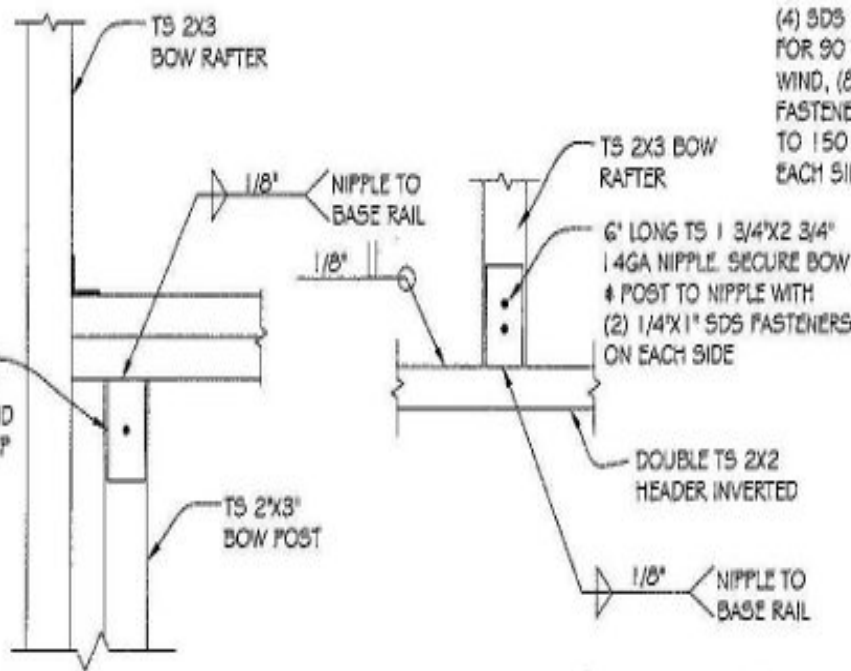 TS 2X3
BOW RAFTER
1/8"
NIPPLE TO
BASE RAIL
TS 2"X3"
BOW POST
(4) SDS
FOR 90
WIND, (8
FASTENE
TO 150
EACH SI
TS 2X3 BOW
RAFTER
1/8"
6" LONG TS 1 3/4"X2 3/4"
14GA NIPPLE. SECURE BOW
& POST TO NIPPLE WITH
(2) 1/4"X1" SDS FASTENERS
ON EACH SIDE
DOUBLE TS 2X2
HEADER INVERTED
1/8"
NIPPLE TO
BASE RAIL